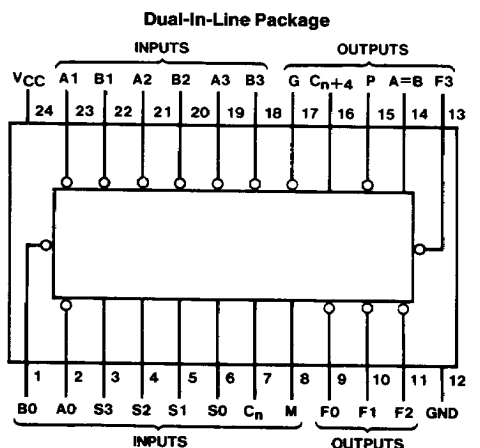 Dual-In-Line Package
INPUTS OUTPUTS
VCC A1 B1 A2 B2 A3 B3 G Cn+4 P A=B F3
24 23 22 21 20 19 18 17 16 15 14 13
1 2 3 4 5 6 7 8 9 10 11 12
B0 A0 S3 S2 S1 S0 Cn M F0 F1 F2 GND
INPUTS OUTPUTS